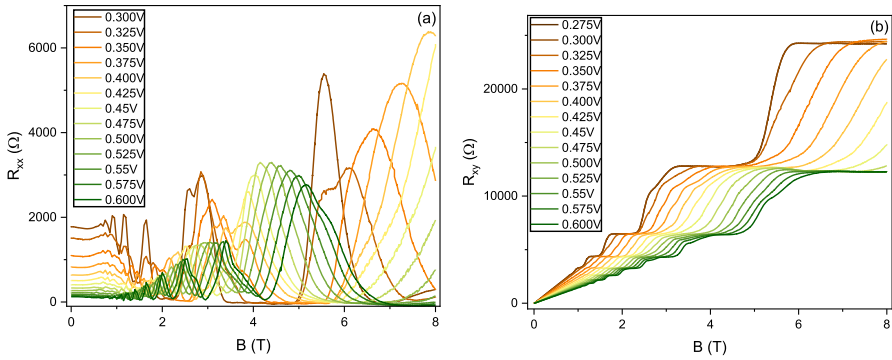 (a)
0.300V
0.325V
0.350V
0.375V
0.400V
0.425V
0.45V
0.475V
0.500V
0.525V
0.55V
0.575V
0.600V
6000
4000
2000
0
Rxx (Ω)
0 2 4 6 8
B (T)
(b)
0.275V
0.300V
0.325V
0.350V
0.375V
0.400V
0.425V
0.45V
0.475V
0.500V
0.525V
0.55V
0.575V
0.600V
20000
10000
0
Rxy (Ω)
0 2 4 6 8
B (T)